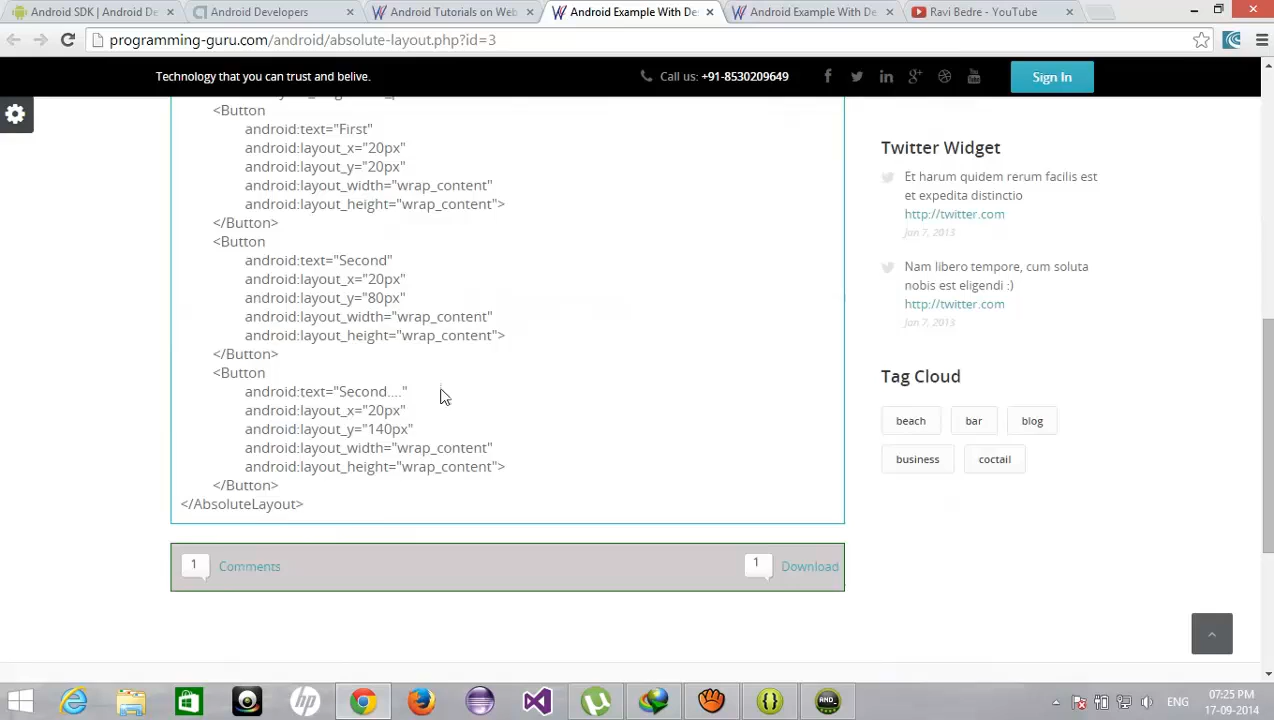 Android SDK | Android De
Android Developers
Android Tutorials on Web
Android Example With De
Android Example With De
Ravi Bedre - YouTube
programming-guru.com/android/absolute-layout.php?id=3
Technology that you can trust and belive.
Call us: +91-8530209649
Sign In
<Button
android:text="First"
android:layout_x="20px"
android:layout_y="20px"
android:layout_width="wrap_content"
android:layout_height="wrap_content">
</Button>
<Button
android:text="Second"
android:layout_x="20px"
android:layout_y="80px"
android:layout_width="wrap_content"
android:layout_height="wrap_content">
</Button>
<Button
android:text="Second...."
android:layout_x="20px"
android:layout_y="140px"
android:layout_width="wrap_content"
android:layout_height="wrap_content">
</Button>
</AbsoluteLayout>
1 Comments
1 Download
Twitter Widget
Et harum quidem rerum facilis est
et expedita distinctio
http://twitter.com
Jan 7, 2013
Nam libero tempore, cum soluta
nobis est eligendi :)
http://twitter.com
Jan 7, 2013
Tag Cloud
beach
bar
blog
business
coctail
hp
AND_
ENG
07:25 PM
17-09-2014